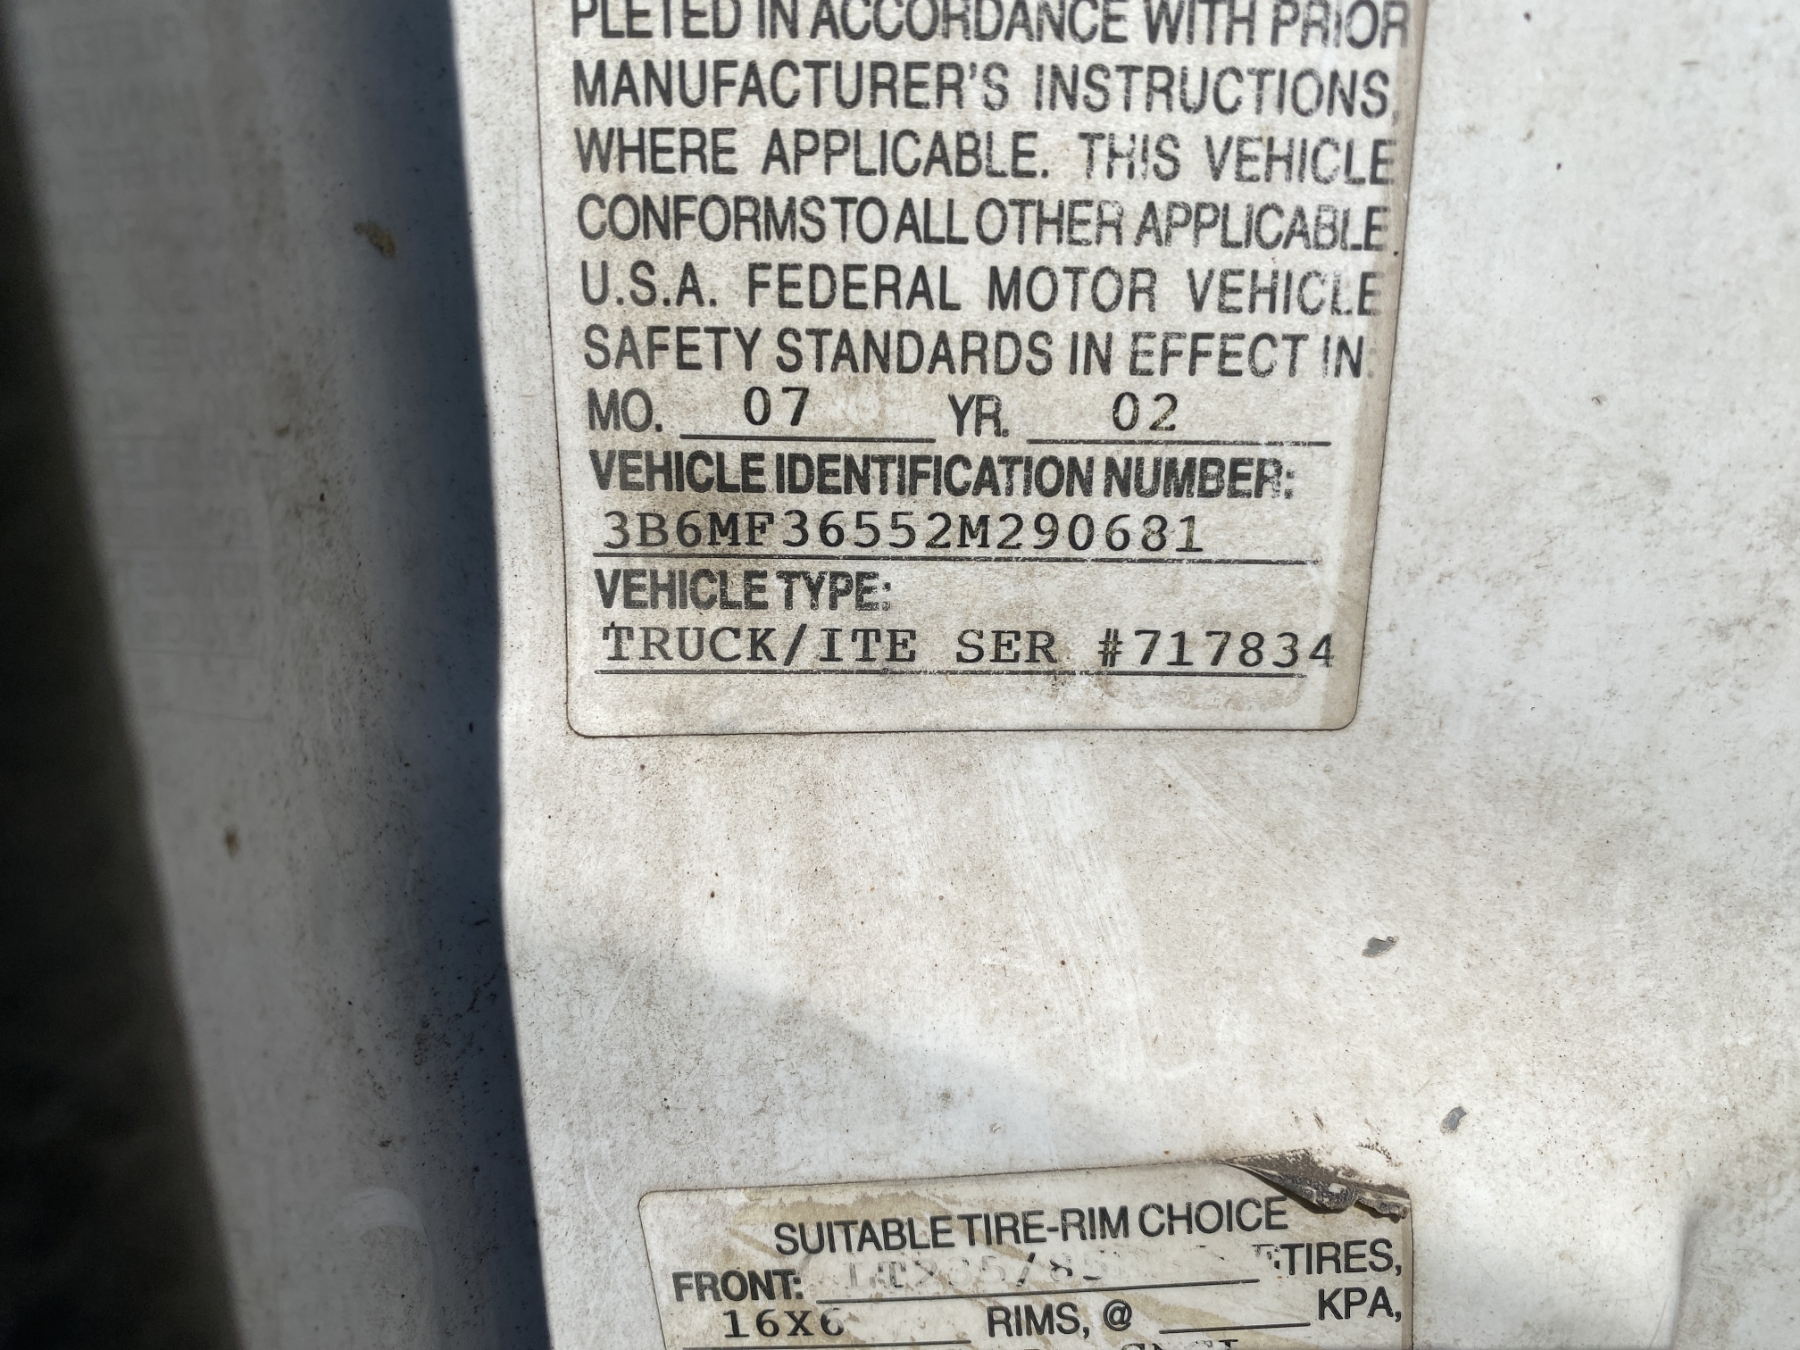 PLETED IN ACCORDANCE WITH PRIOR
MANUFACTURER'S INSTRUCTIONS,
WHERE APPLICABLE. THIS VEHICLE
CONFORMS TO ALL OTHER APPLICABLE
U.S.A. FEDERAL MOTOR VEHICLE
SAFETY STANDARDS IN EFFECT IN:
MO. 07 YR. 02
VEHICLE IDENTIFICATION NUMBER:
3B6MF36552M290681
VEHICLE TYPE:
TRUCK/ITE SER #717834
SUITABLE TIRE-RIM CHOICE
FRONT: TIRES,
16X6 RIMS, @ KPA,